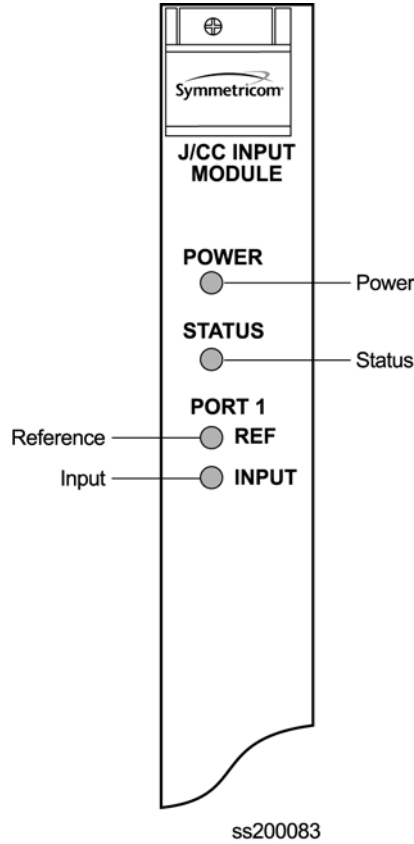 Symmetricom
J/CC INPUT
MODULE
POWER
Power
STATUS
Status
PORT 1
Reference
REF
Input
INPUT
ss200083